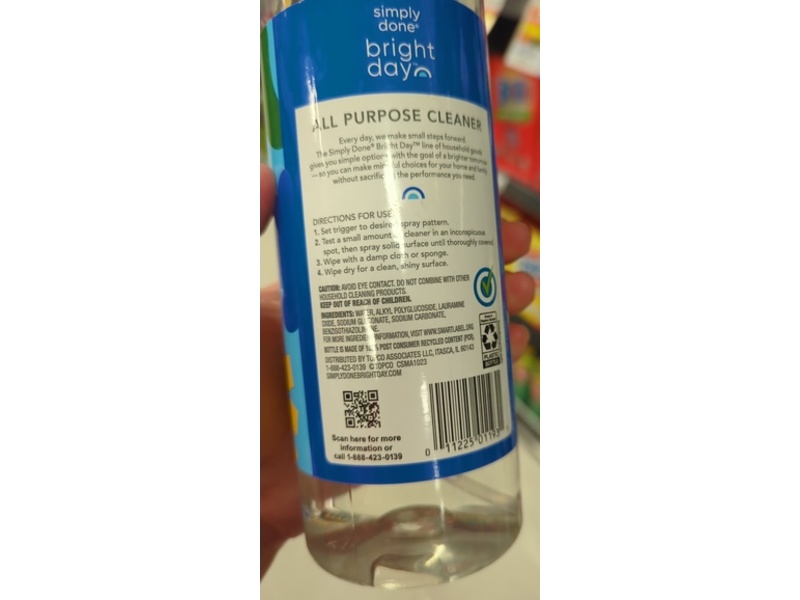 simply
done®
bright
day™
ALL PURPOSE CLEANER
Every day, we make small steps forward.
The Simply Done® Bright Day™ line of household goods
gives you simple options with the goal of a brighter tomorrow
— so you can make mindful choices for your home and family
without sacrificing the performance you need.
DIRECTIONS FOR USE:
1. Set trigger to desired spray pattern.
2. Test a small amount of cleaner in an inconspicuous
spot, then spray solid surface until thoroughly covered.
3. Wipe with a damp cloth or sponge.
4. Wipe dry for a clean, shiny surface.
CAUTION: AVOID EYE CONTACT. DO NOT COMBINE WITH OTHER
HOUSEHOLD CLEANING PRODUCTS.
KEEP OUT OF REACH OF CHILDREN.
INGREDIENTS: WATER, ALKYL POLYGLUCOSIDE, LAURAMINE
OXIDE, SODIUM GLUCONATE, SODIUM CARBONATE,
BENZISOTHIAZOLINONE.
FOR MORE INGREDIENT INFORMATION, VISIT WWW.SMARTLABEL.ORG
BOTTLE IS MADE OF POST CONSUMER RECYCLED CONTENT (PCR).
DISTRIBUTED BY TOPCO ASSOCIATES LLC, ITASCA, IL 60143
1-888-423-0139 © TOPCO CSMA1023
SIMPLYDONEBRIGHTDAY.COM
PLASTIC
BOTTLE
Scan here for more
information or
call 1-888-423-0139
0 11225 01193